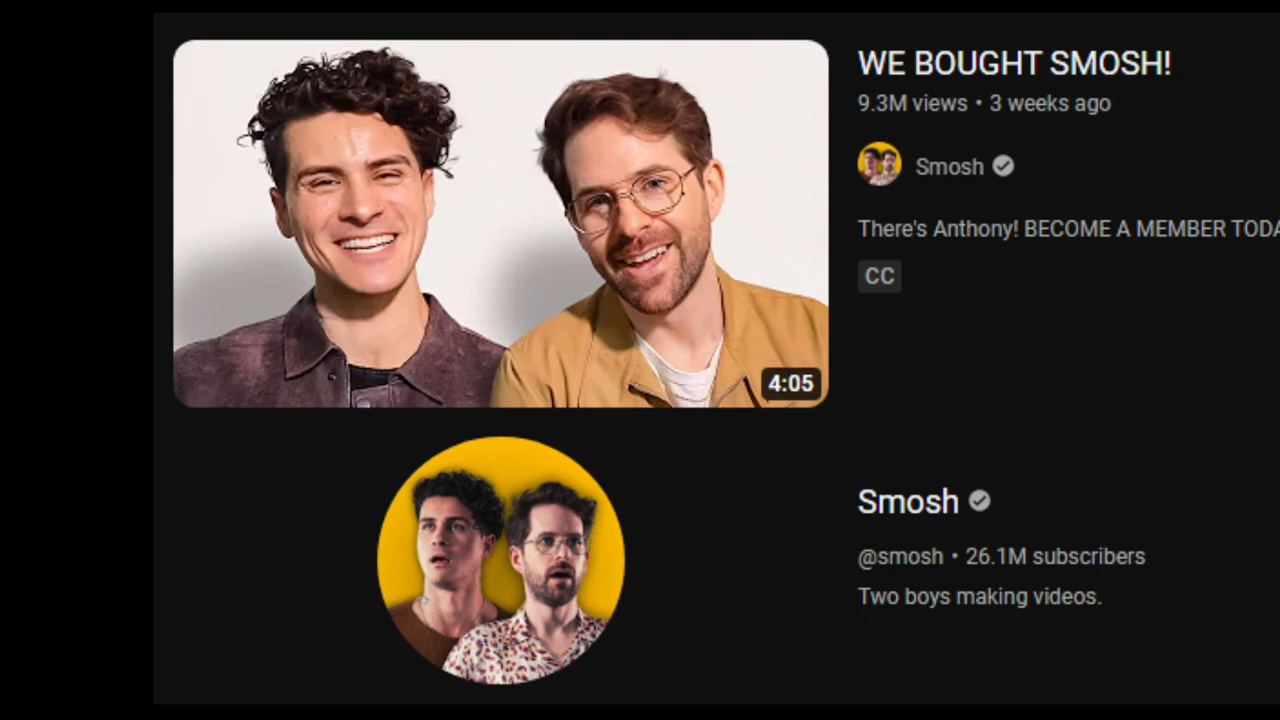 WE BOUGHT SMOSH!
9.3M views • 3 weeks ago
Smosh
There's Anthony! BECOME A MEMBER TODA
CC
4:05
Smosh
@smosh • 26.1M subscribers
Two boys making videos.